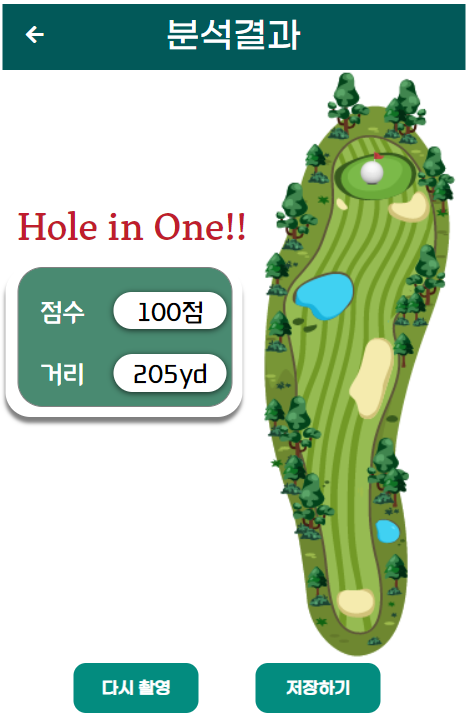 분석결과
Hole in One!!
점수 100점
거리 205yd
다시 촬영
저장하기